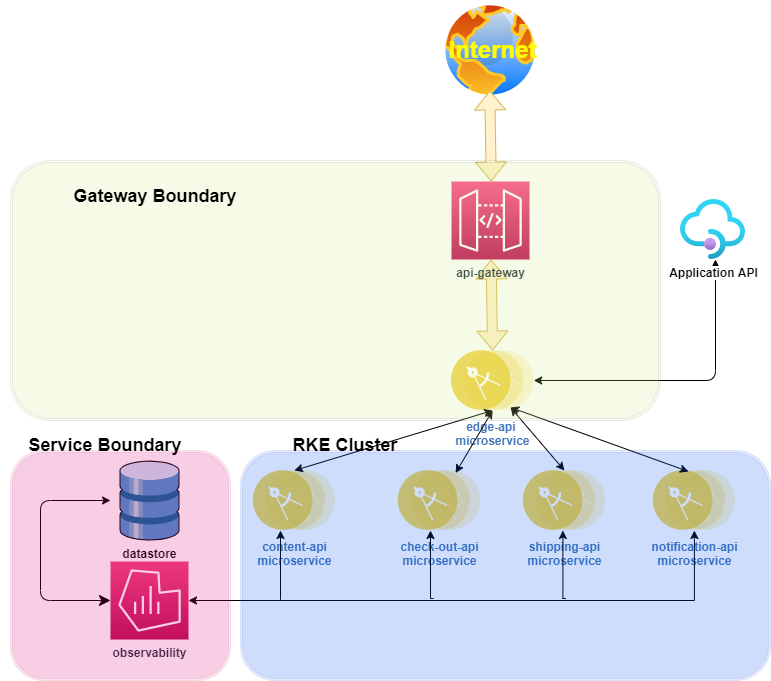 Internet
Gateway Boundary
api-gateway
Application API
edge-api
microservice
Service Boundary
RKE Cluster
content-api
microservice
check-out-api
microservice
shipping-api
microservice
notification-api
microservice
datastore
observability